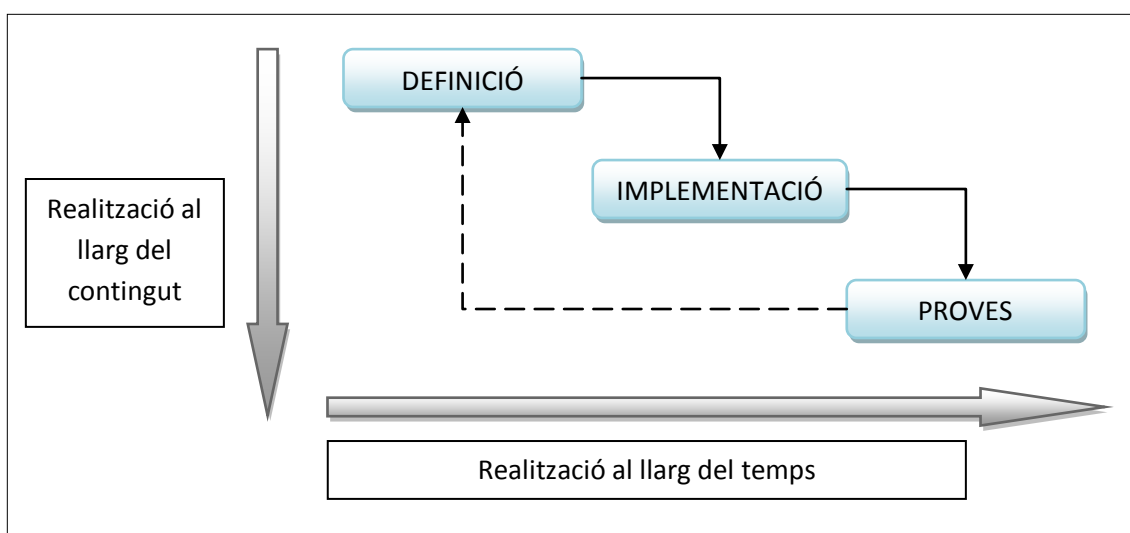 DEFINICIÓ
IMPLEMENTACIÓ
Realització al
llarg del
contingut
PROVES
Realització al llarg del temps